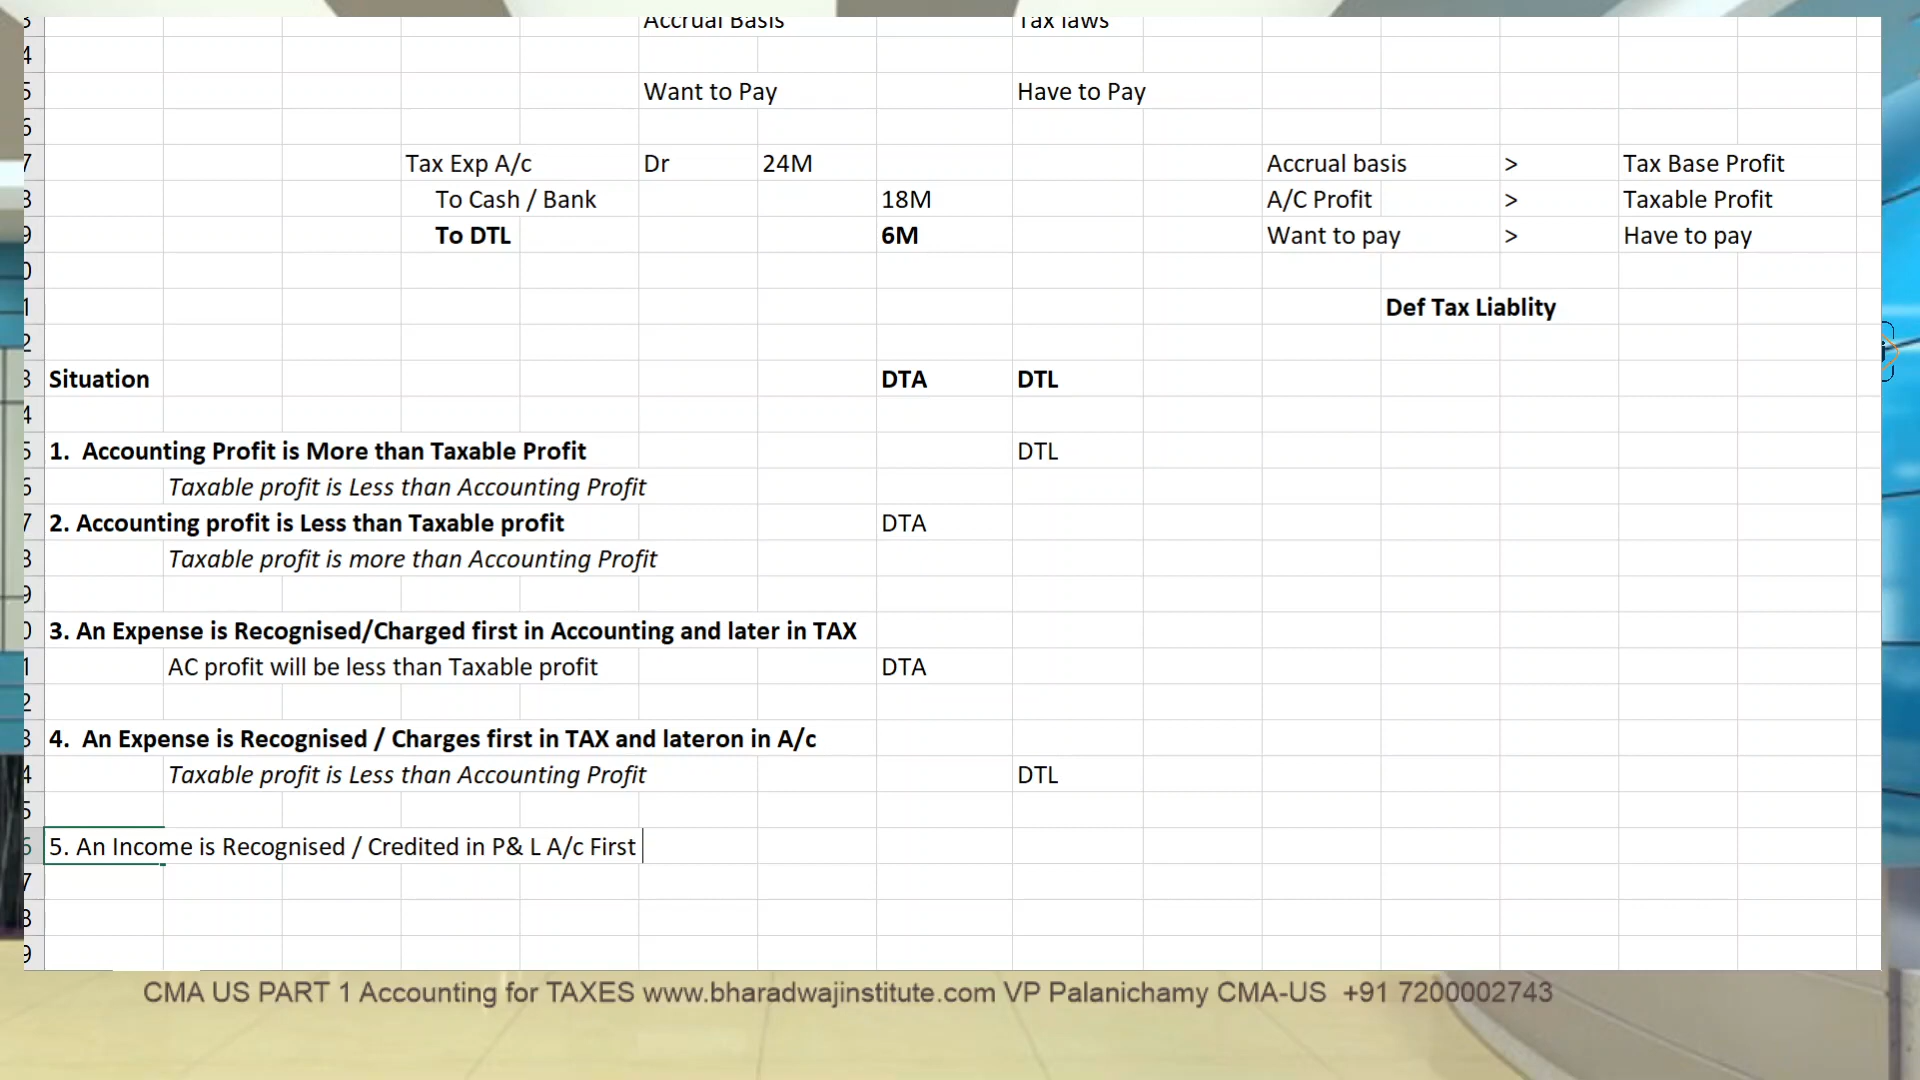 Accrual Basis Tax laws
Want to Pay Have to Pay
Tax Exp A/c Dr 24M Accrual basis > Tax Base Profit
To Cash / Bank 18M A/C Profit > Taxable Profit
To DTL 6M Want to pay > Have to pay
Def Tax Liablity
Situation DTA DTL
1. Accounting Profit is More than Taxable Profit DTL
Taxable profit is Less than Accounting Profit
2. Accounting profit is Less than Taxable profit DTA
Taxable profit is more than Accounting Profit
3. An Expense is Recognised/Charged first in Accounting and later in TAX
AC profit will be less than Taxable profit DTA
4. An Expense is Recognised / Charges first in TAX and lateron in A/c
Taxable profit is Less than Accounting Profit DTL
5. An Income is Recognised / Credited in P& L A/c First
CMA US PART 1 Accounting for TAXES www.bharadwajinstitute.com VP Palanichamy CMA-US +91 7200002743